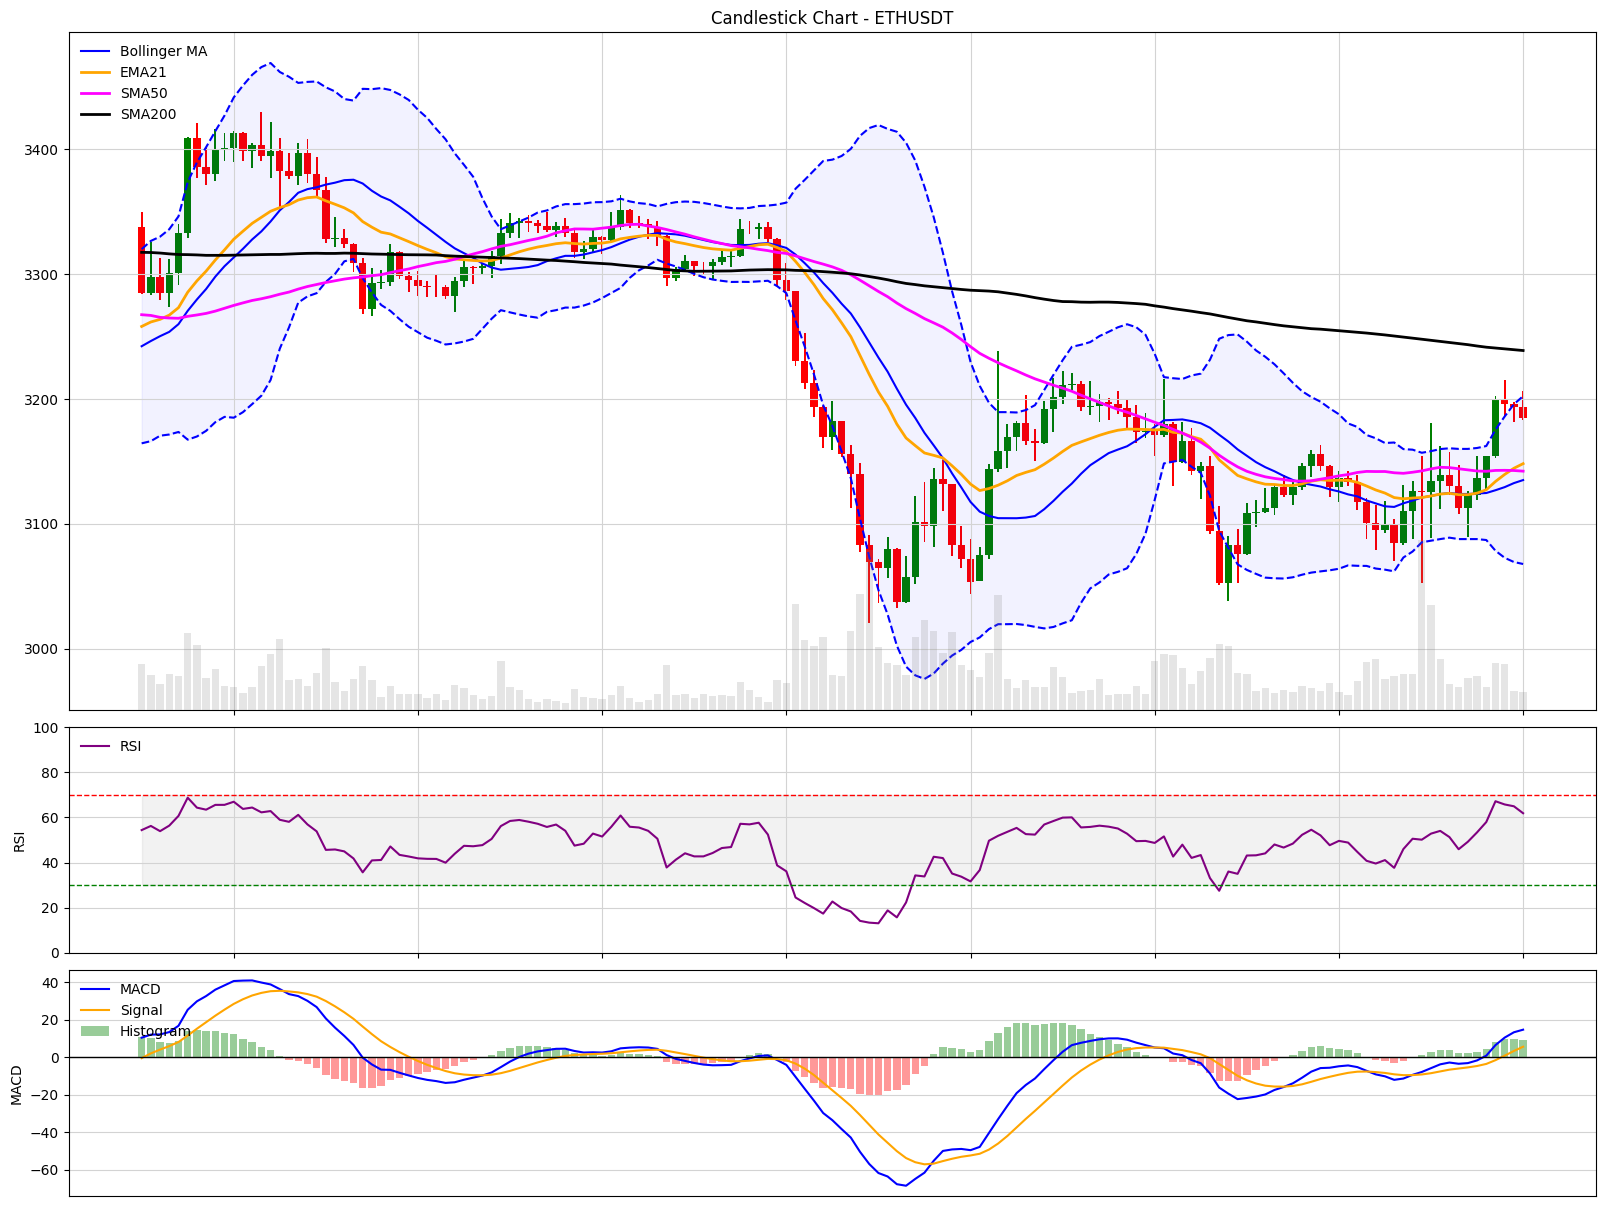 Candlestick Chart - ETHUSDT
Bollinger MA
EMA21
SMA50
SMA200
3400
3300
3200
3100
3000
100
80
60
40
20
0
RSI
RSI
40
20
0
−20
−40
−60
MACD
MACD
Signal
Histogram